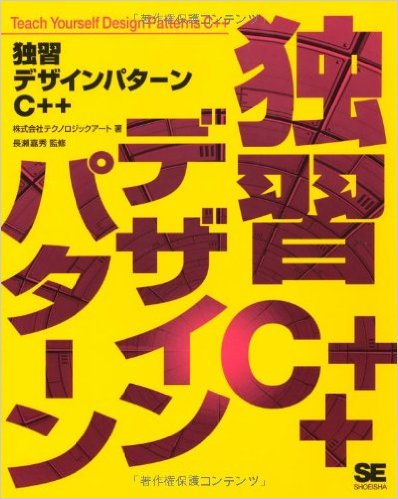 「著作権保護コンテンツ」
Teach Yourself Design Patterns C++
独習
デザインパターン
C++
株式会社テクノロジックアート 著
長瀬嘉秀 監修
独習
デザイン
パターン
C++
「著作権保護コンテンツ」
SE
SHOEISHA